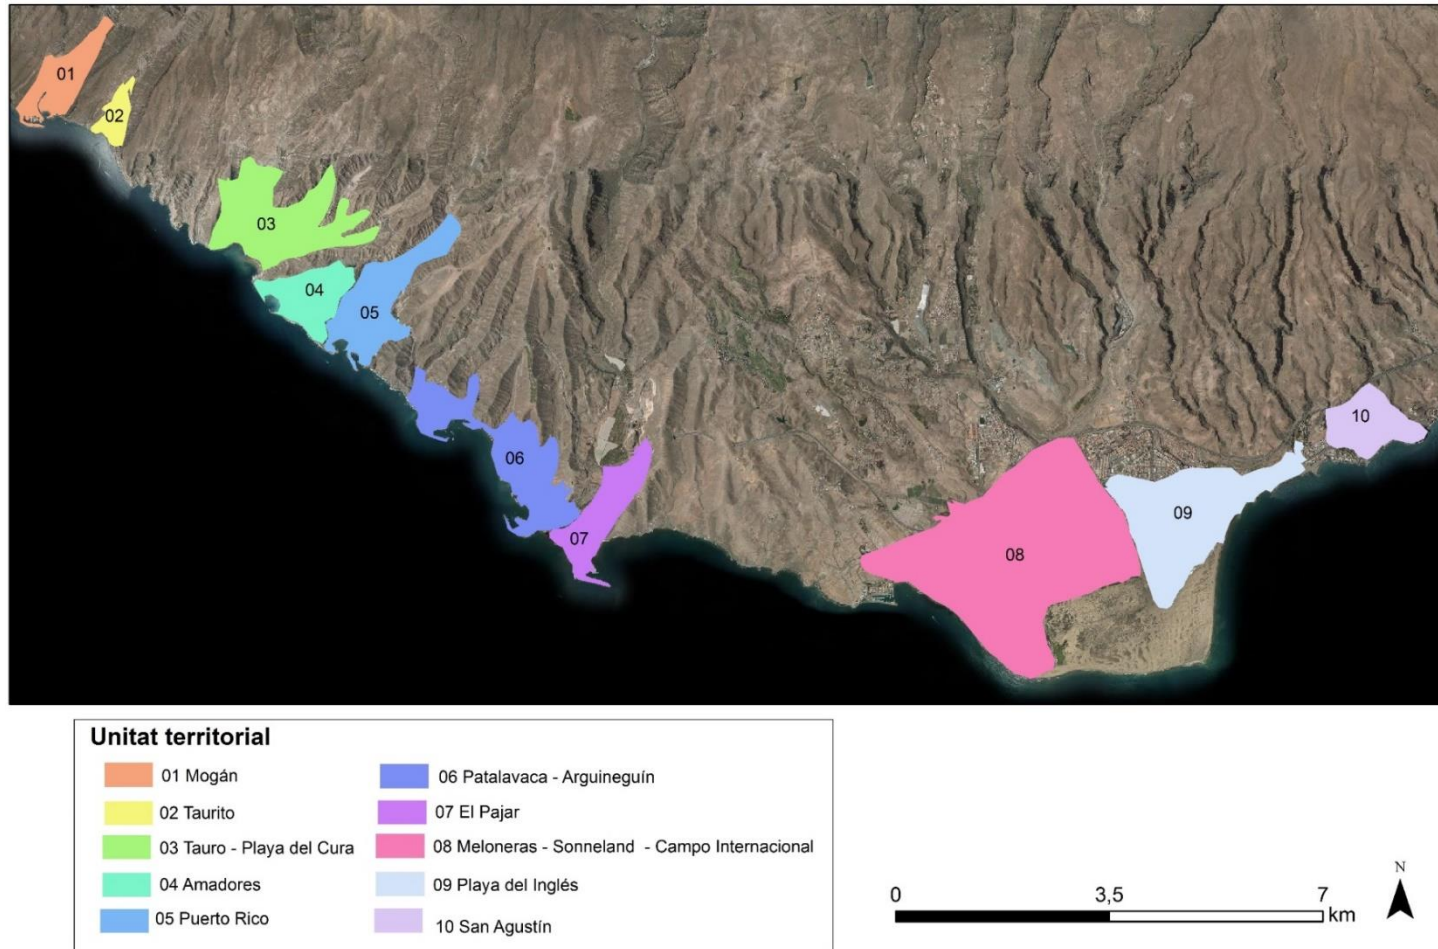 01
02
03
04
05
06
07
08
09
10
Unitat territorial
01 Mogán
02 Taurito
03 Tauro - Playa del Cura
04 Amadores
05 Puerto Rico
06 Patalavaca - Arguineguín
07 El Pajar
08 Meloneras - Sonneland - Campo Internacional
09 Playa del Inglés
10 San Agustín
0 3,5 7
km
N